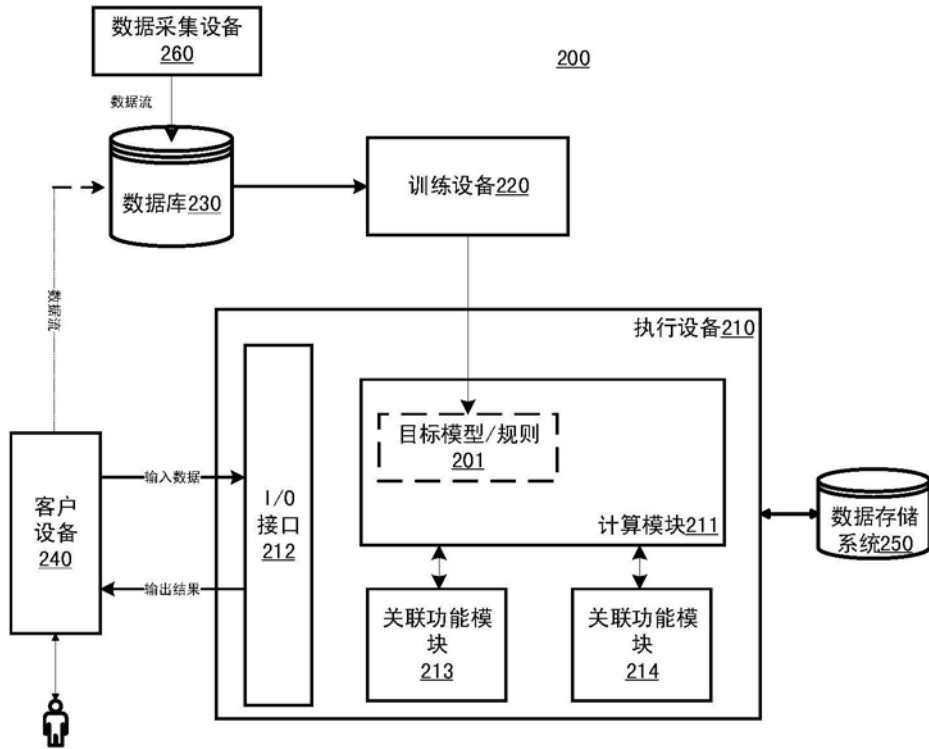 数据采集设备
260
200
数据流
数据库230
训练设备220
数据流
执行设备210
目标模型/规则
201
计算模块211
客户
设备
240
输入数据
输出结果
I/O
接口
212
数据存储
系统250
关联功能模
块
213
关联功能模
块
214